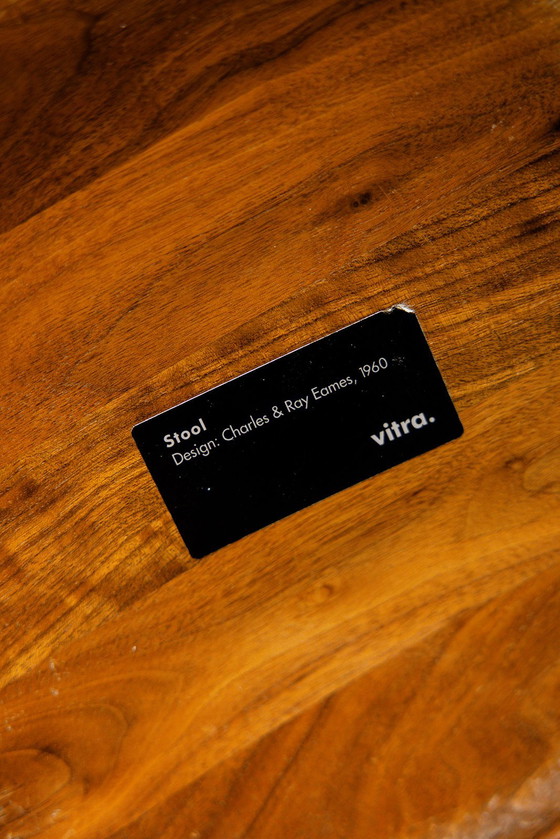 Stool
Design: Charles & Ray Eames, 1960
vitra.